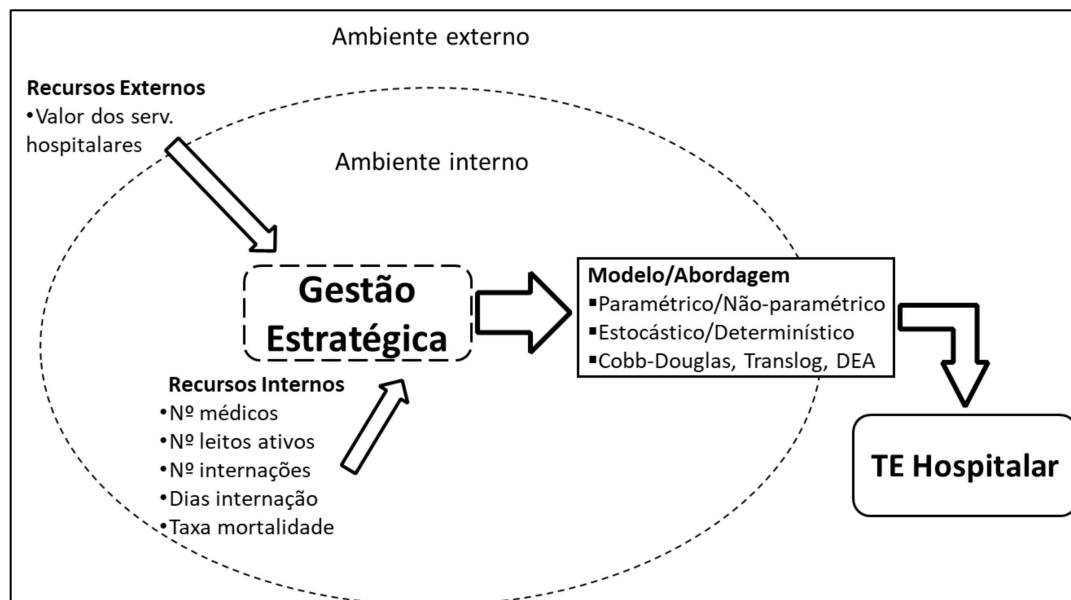 Ambiente externo
Recursos Externos
•Valor dos serv.
hospitalares
Ambiente interno
Gestão
Estratégica
Modelo/Abordagem
▪Paramétrico/Não-paramétrico
▪Estocástico/Determinístico
▪Cobb-Douglas, Translog, DEA
Recursos Internos
•Nº médicos
•Nº leitos ativos
•Nº internações
•Dias internação
•Taxa mortalidade
TE Hospitalar